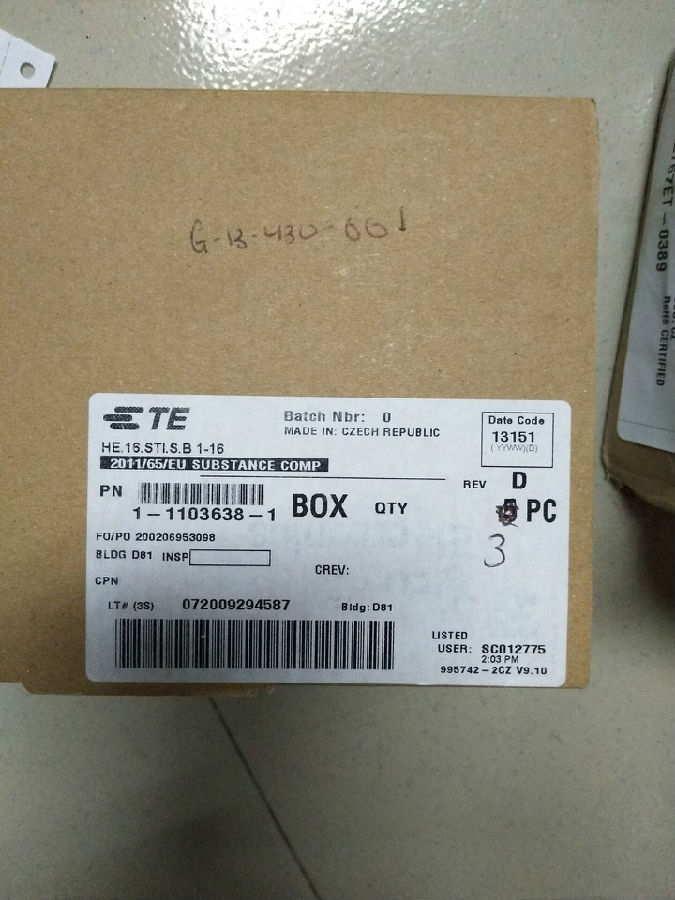 G-B-430-001
TE
Batch Nbr: 0
MADE IN: CZECH REPUBLIC
Date Code
13151
(YYWW)(D)
HE.16.STI.S.B 1-16
2011/65/EU SUBSTANCE COMP
REV D
PN
1-1103638-1
BOX
QTY
PC
3
FO/PO 200206953098
BLDG D81 INSP
CREV:
CPN
LT# (3S) 072009294587 Bldg: D81
LISTED
USER: SC012775
2:03 PM
995742-2CZ V9.10
ET-0389
RoHS CERTIFIED